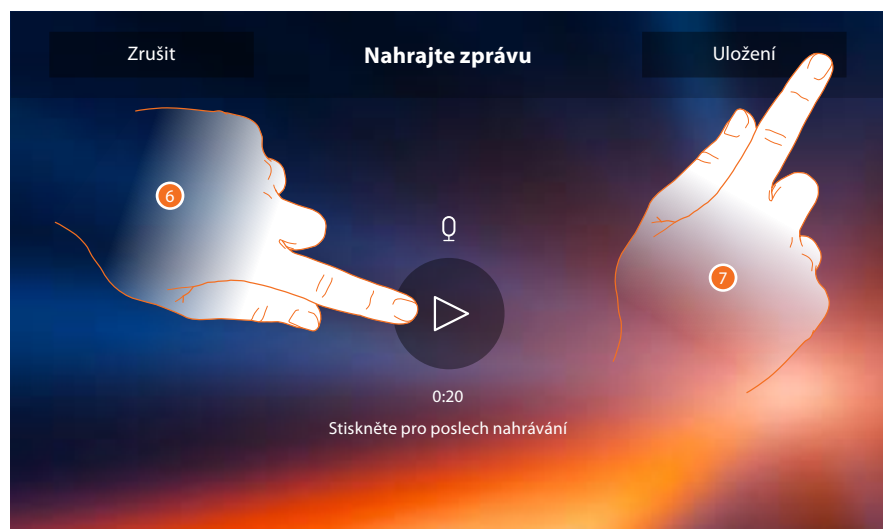 Zrušit
Nahrajte zprávu
Uložení
6
7
0:20
Stiskněte pro poslech nahrávání